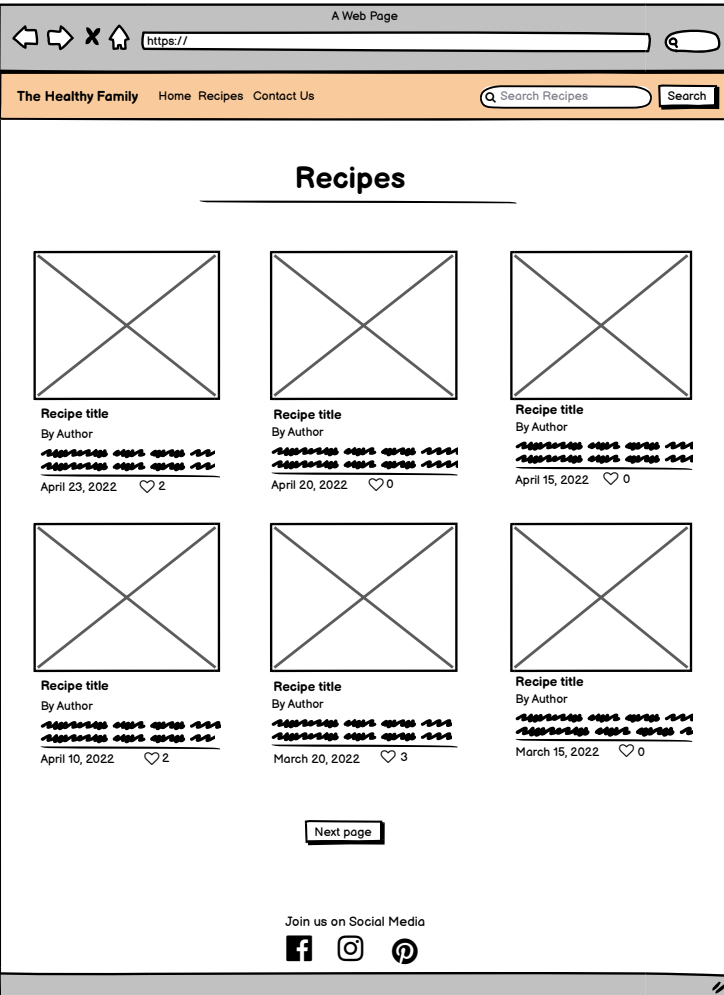 A Web Page
https://
The Healthy Family Home Recipes Contact Us Search Recipes Search
Recipes
Recipe title
By Author
April 23, 2022 2
Recipe title
By Author
April 20, 2022 0
Recipe title
By Author
April 15, 2022 0
Recipe title
By Author
April 10, 2022 2
Recipe title
By Author
March 20, 2022 3
Recipe title
By Author
March 15, 2022 0
Next page
Join us on Social Media